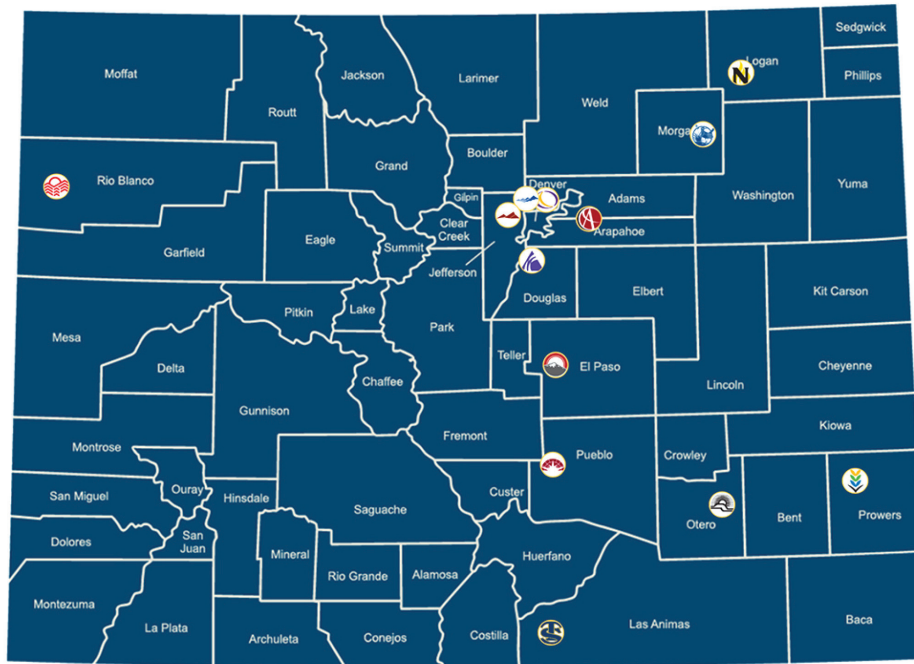 Sedgwick
Moffat
Jackson
Larimer
Logan
Phillips
N
Weld
Routt
Morga
Boulder
Grand
Rio Blanco
Yuma
Washington
Denver
Gilpin
Adams
Clear
Creek
Eagle
Summit
Arapahoe
Garfield
Jefferson
Elbert
Kit Carson
Douglas
Pitkin
Lake
Park
Mesa
Teller
Delta
El Paso
Cheyenne
Chaffee
Lincoln
Gunnison
Kiowa
Fremont
Montrose
Pueblo
Crowley
Ouray
San Miguel
Hinsdale
Custer
Saguache
Otero
Bent
Prowers
San
Juan
Dolores
Mineral
Huerfano
Rio Grande
Alamosa
Montezuma
Baca
La Plata
Las Animas
Costilla
Archuleta
Conejos